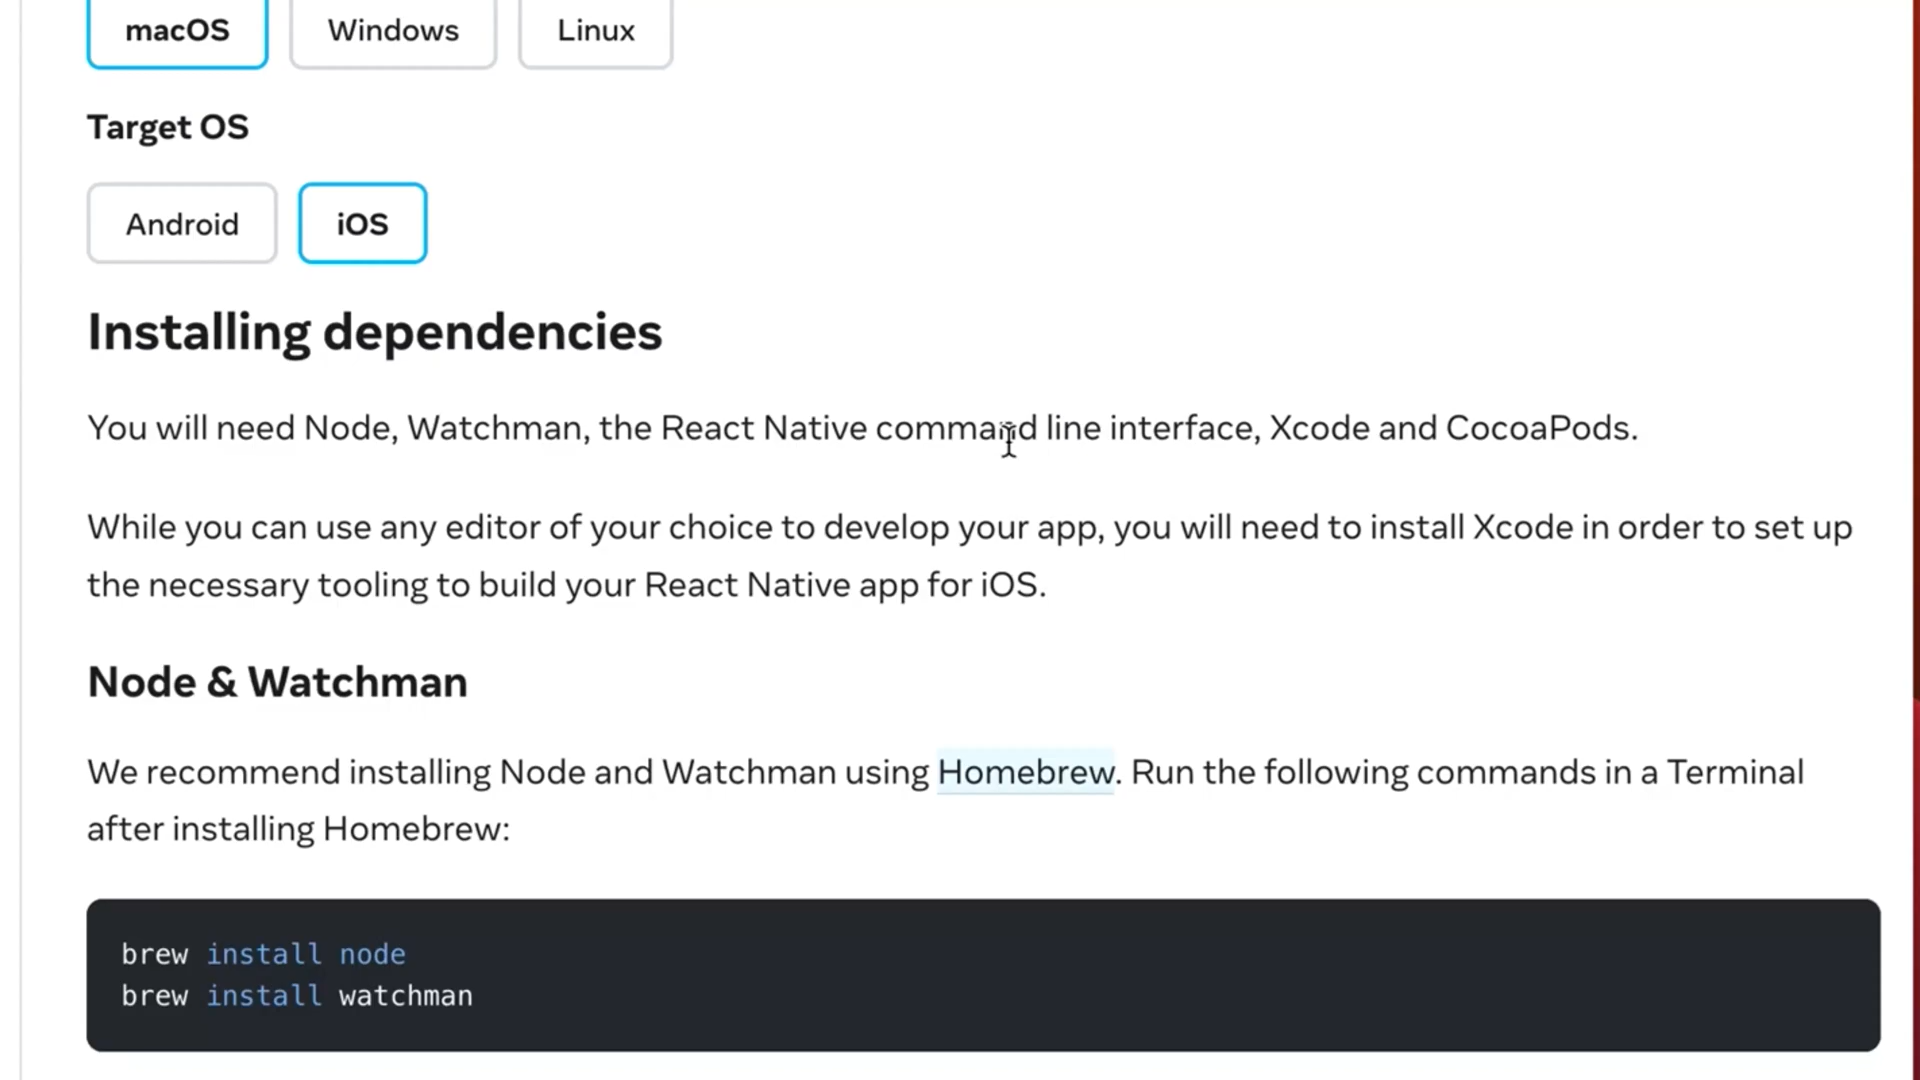 macOS Windows Linux
Target OS
Android iOS
Installing dependencies
You will need Node, Watchman, the React Native command line interface, Xcode and CocoaPods.
While you can use any editor of your choice to develop your app, you will need to install Xcode in order to set up
the necessary tooling to build your React Native app for iOS.
Node & Watchman
We recommend installing Node and Watchman using Homebrew. Run the following commands in a Terminal
after installing Homebrew:
brew install node
brew install watchman